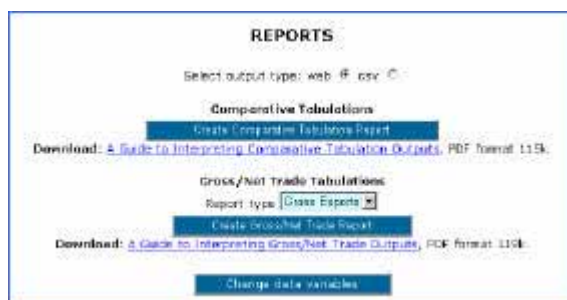 REPORTS
Select output type: web csv
Comparative Tabulations
Create Comparative Tabulation Report
Download: A Guide to Interpreting Comparative Tabulation Outputs, PDF format 115k.
Gross/Net Trade Tabulations
Report type Gross Exports
Create Gross/Net Trade Report
Download: A Guide to Interpreting Gross/Net Trade Outputs, PDF format 119k.
Change data variables